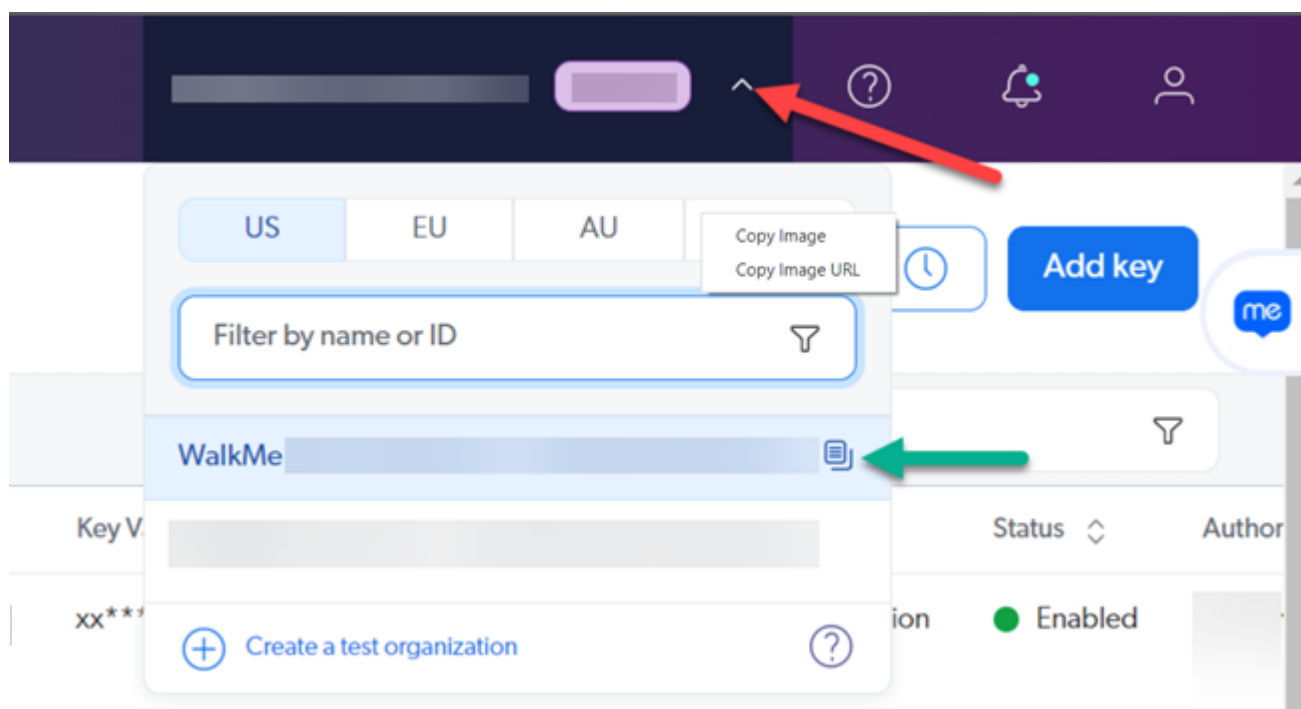 US EU AU
Copy Image
Copy Image URL
Add key
me
Filter by name or ID
WalkMe
Key V
Status
Author
xx***
ion
Enabled
Create a test organization